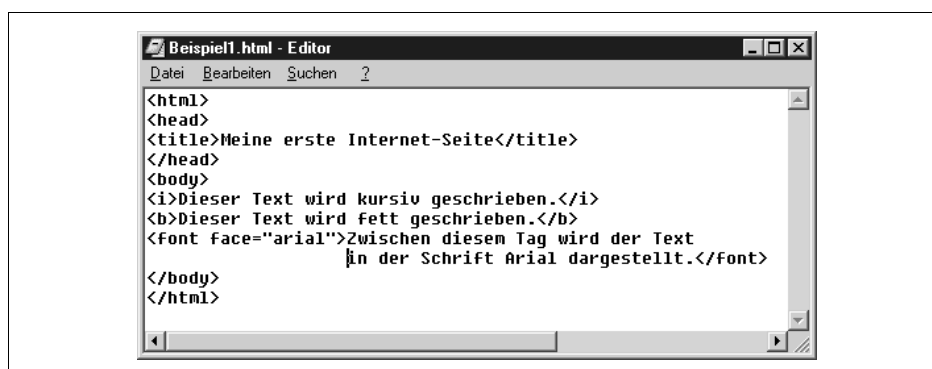 Beispiel1.html - Editor
Datei Bearbeiten Suchen ?
<html>
<head>
<title>Meine erste Internet-Seite</title>
</head>
<body>
<i>Dieser Text wird kursiv geschrieben.</i>
<b>Dieser Text wird fett geschrieben.</b>
<font face="arial">Zwischen diesem Tag wird der Text
in der Schrift Arial dargestellt.</font>
</body>
</html>